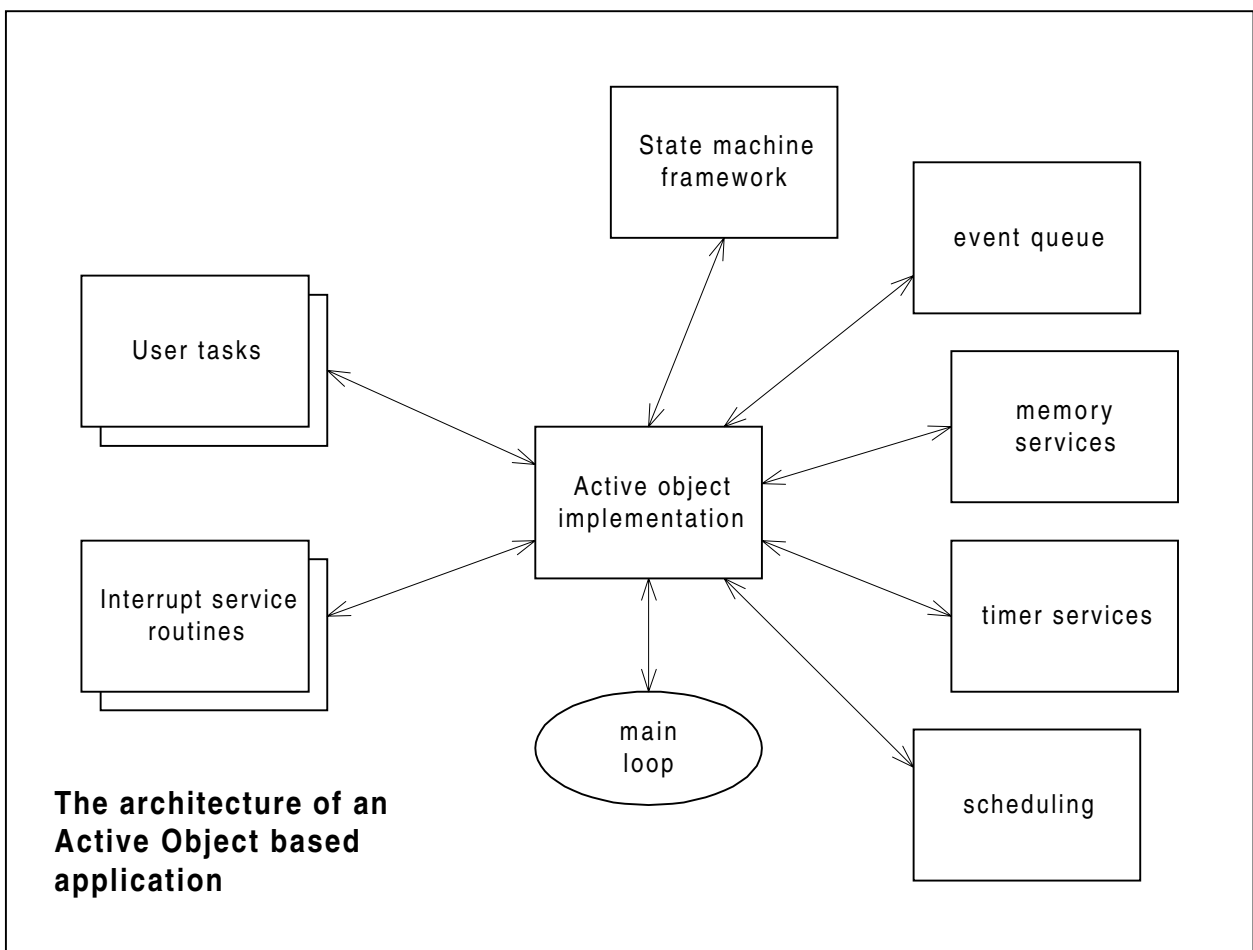 State machine
framework
event queue
User tasks
memory
services
Active object
implementation
Interrupt service
routines
timer services
main
loop
scheduling
The architecture of an
Active Object based
application